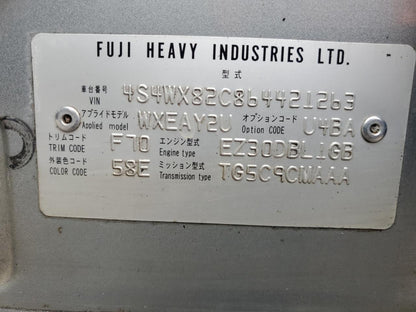 FUJI HEAVY INDUSTRIES LTD.
型式
車台番号 VIN 4S4WX82C864421263
アプライドモデル Applied model WXEAY2U オプションコード Option CODE U4BA
トリムコード TRIM CODE F70 エンジン型式 Engine type EZ30DBL1GB
外装色コード COLOR CODE 58E ミッション型式 Transmission type TG5C9CWAAA